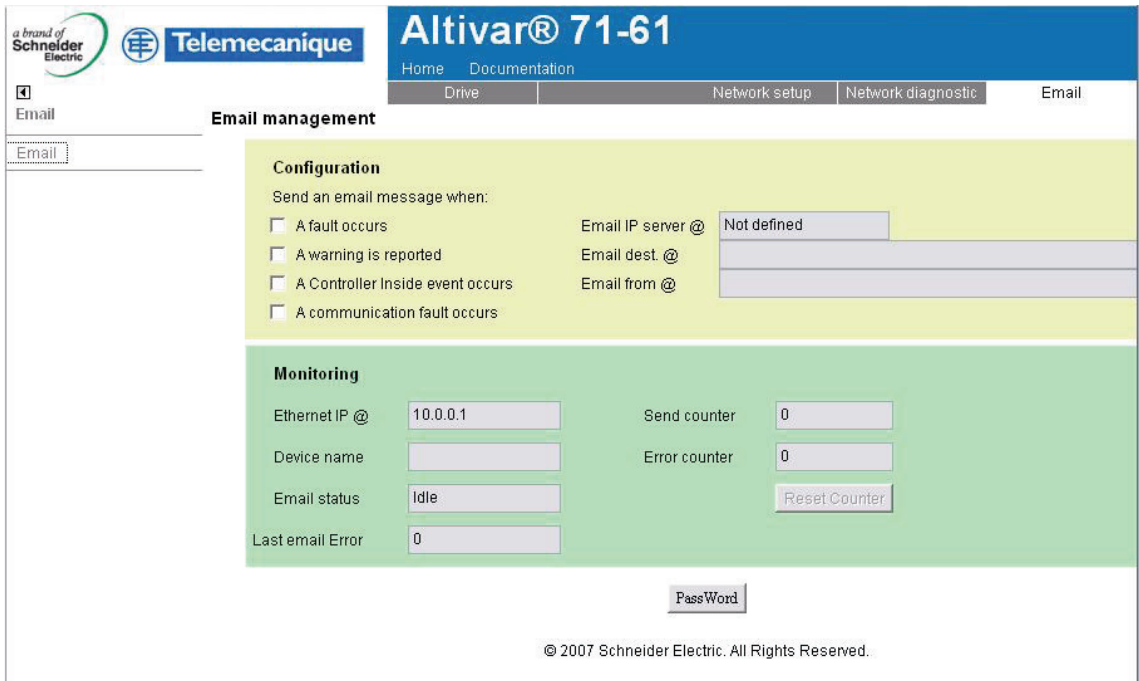 a brand of
Schneider
Electric
Telemecanique
Altivar® 71-61
Home Documentation
Drive Network setup Network diagnostic Email
Email
Email
Email management
Configuration
Send an email message when:
A fault occurs
Email IP server @ Not defined
A warning is reported
Email dest. @
A Controller Inside event occurs
Email from @
A communication fault occurs
Monitoring
Ethernet IP @ 10.0.0.1
Send counter 0
Device name
Error counter 0
Email status Idle
Reset Counter
Last email Error 0
PassWord
© 2007 Schneider Electric. All Rights Reserved.